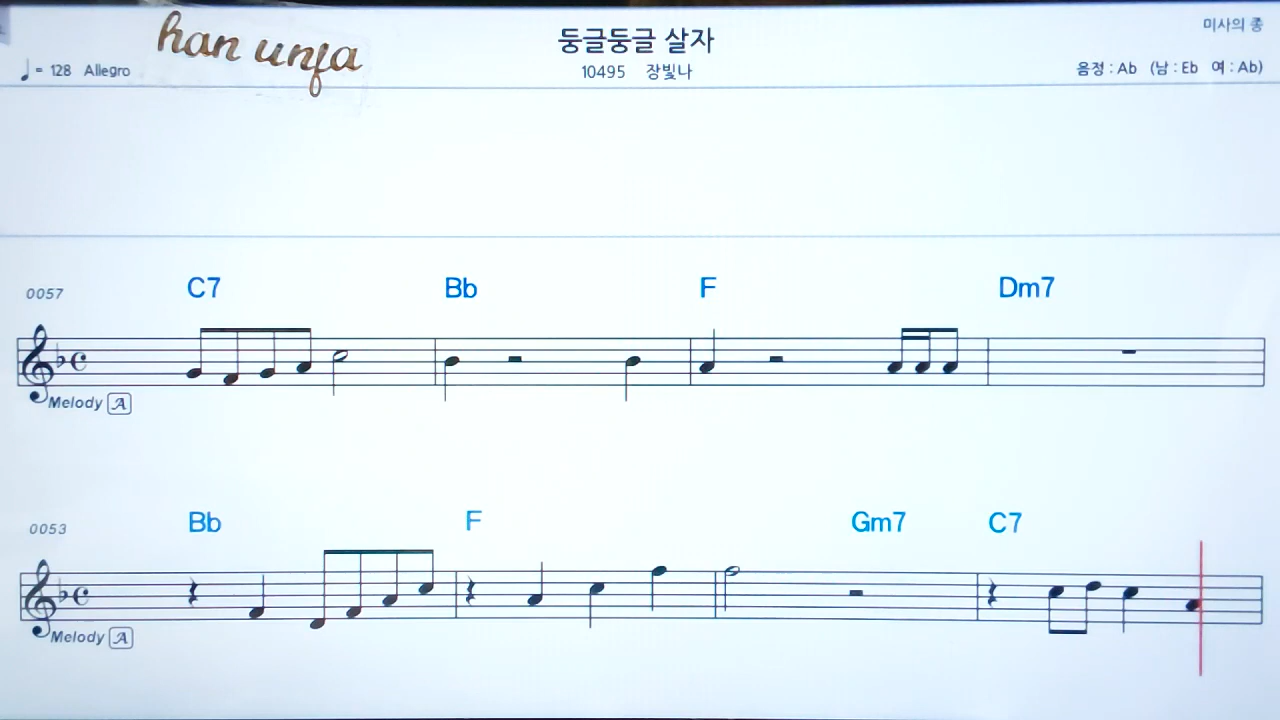 han unja
둥글둥글 살자
미사의 종
♩ = 128 Allegro
10495 장빛나
음정 : Ab (남 : Eb 여 : Ab)
C7 Bb F Dm7
0057
Melody A
Bb F Gm7 C7
0053
Melody A